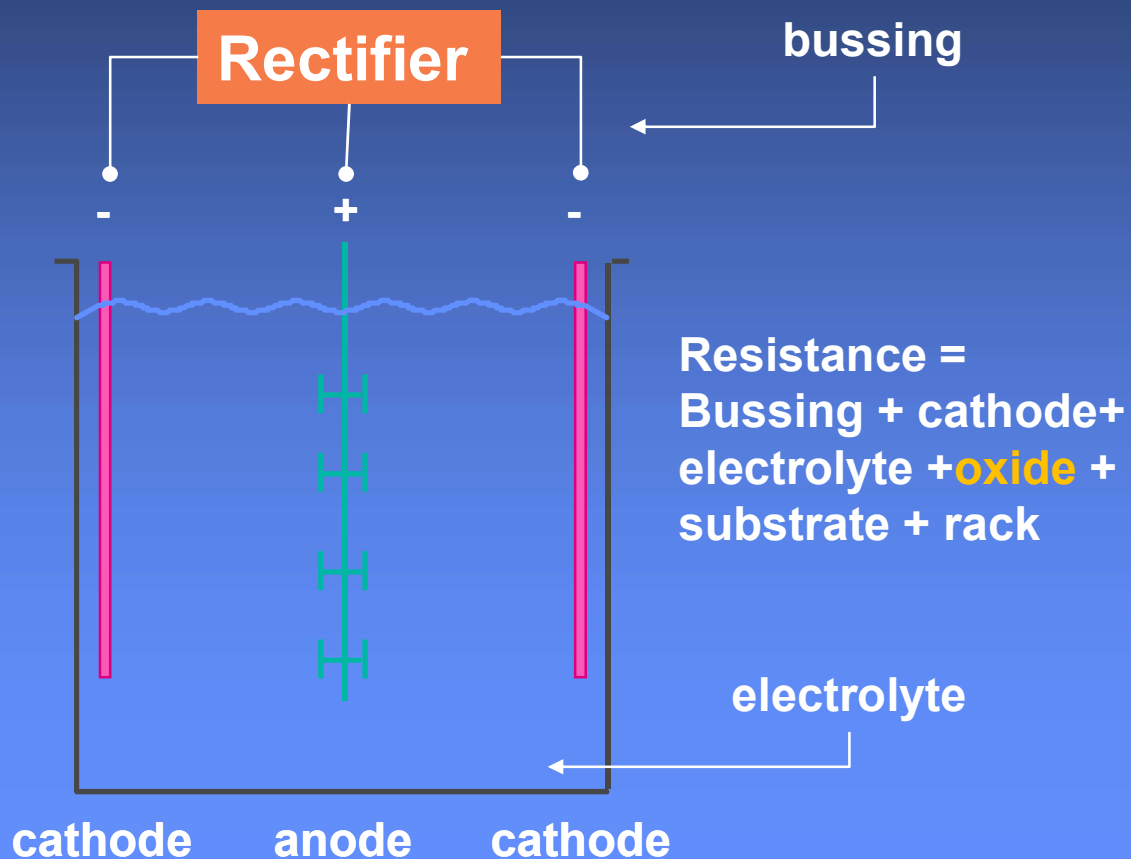 Rectifier
bussing
- + -
Resistance =
Bussing + cathode+
electrolyte +oxide +
substrate + rack
electrolyte
cathode anode cathode